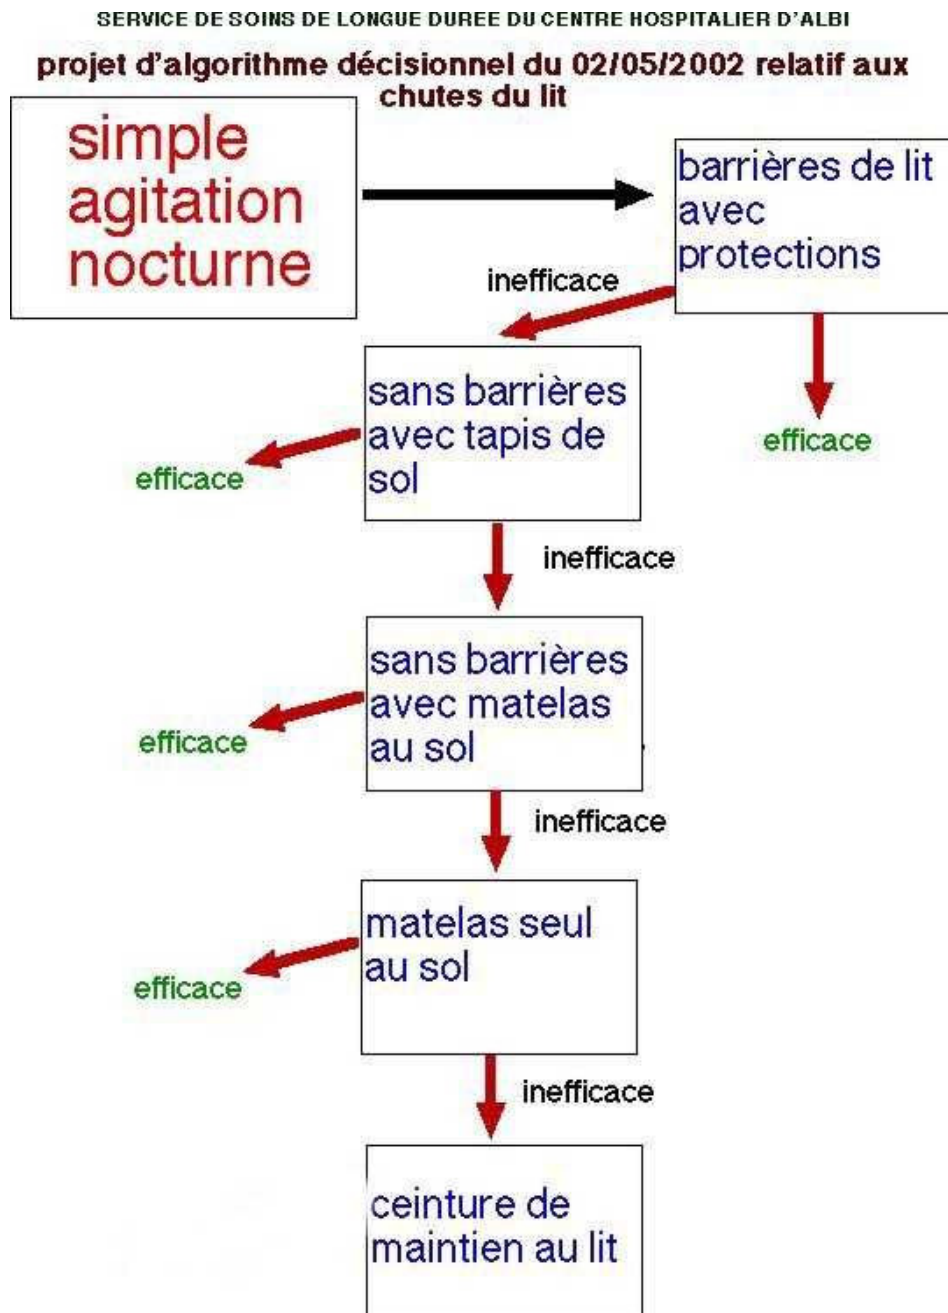 SERVICE DE SOINS DE LONGUE DUREE DU CENTRE HOSPITALIER D'ALBI
projet d'algorithme décisionnel du 02/05/2002 relatif aux
chutes du lit
simple
agitation
nocturne
barrières de lit
avec
protections
inefficace
efficace
sans barrières
avec tapis de
sol
efficace
inefficace
sans barrières
avec matelas
au sol
efficace
inefficace
matelas seul
au sol
efficace
inefficace
ceinture de
maintien au lit